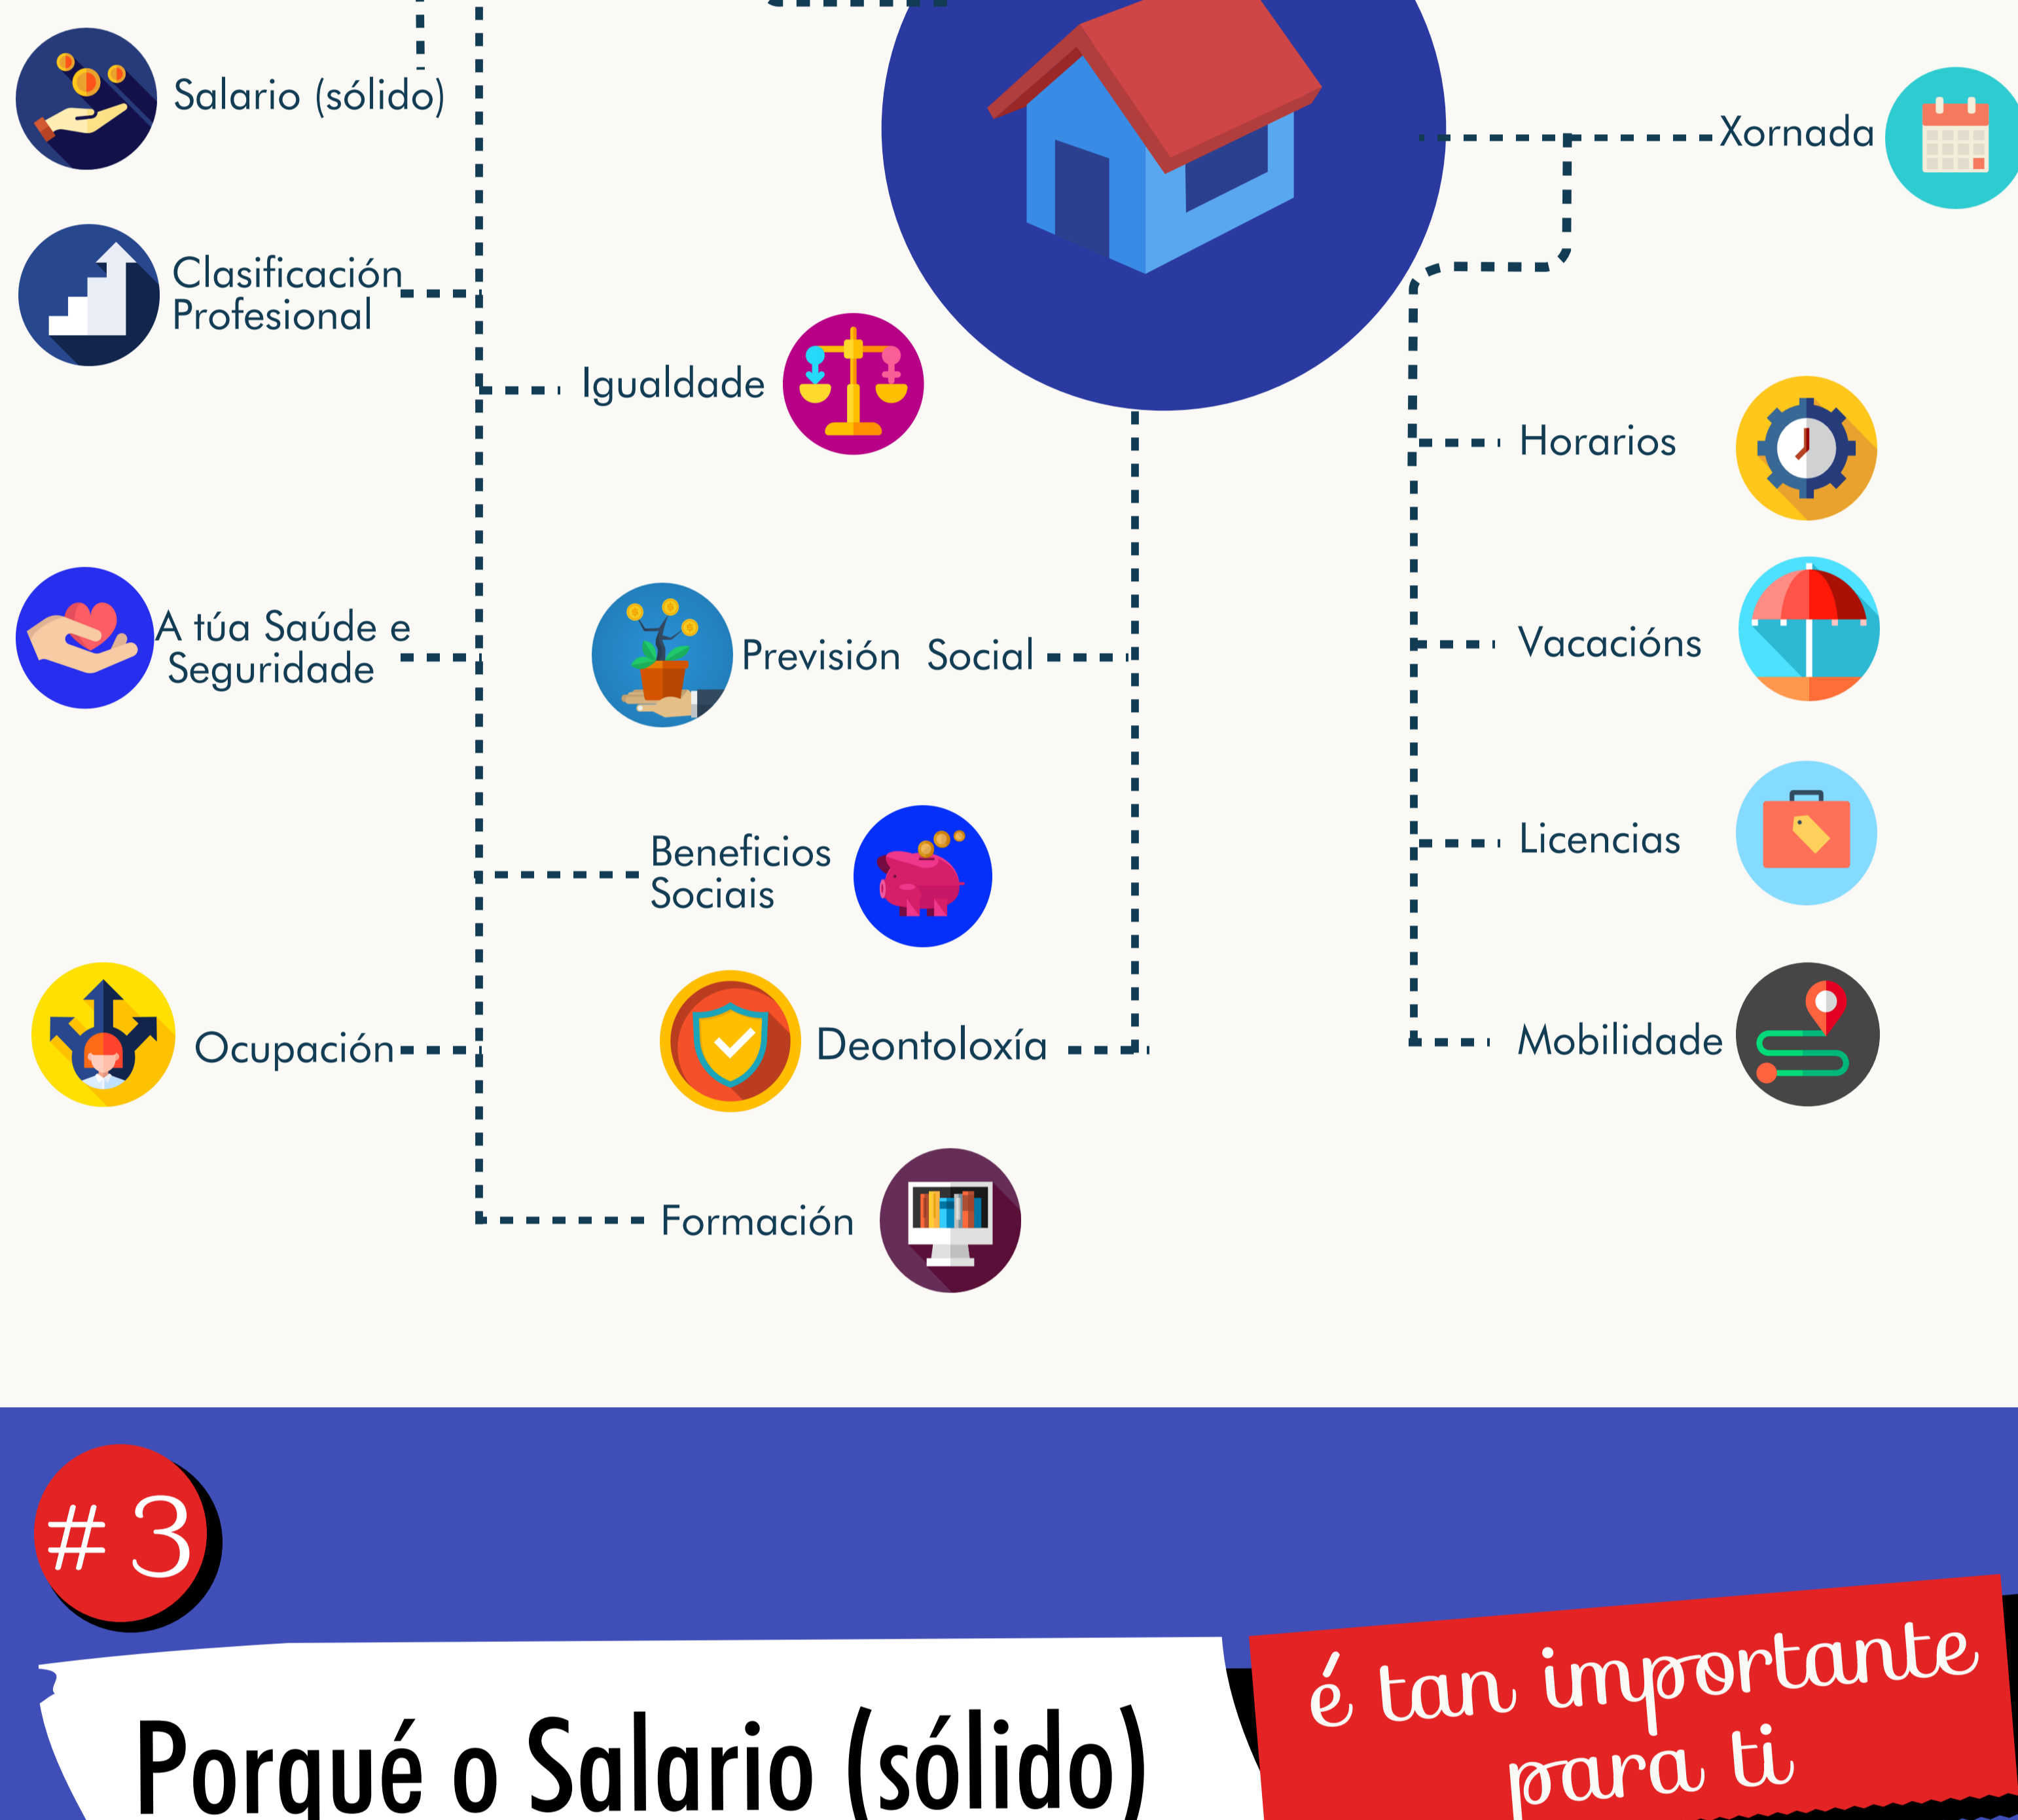 Salario (sólido)
Xornada
Clasificación
Profesional
Igualdade
Horarios
A túa Saúde e
Seguridade
Previsión Social
Vacacións
Beneficios
Sociais
Licencias
Ocupación
Deontoloxía
Mobilidade
Formación
# 3
é tan importante
para ti
Porqué o Salario (sólido)